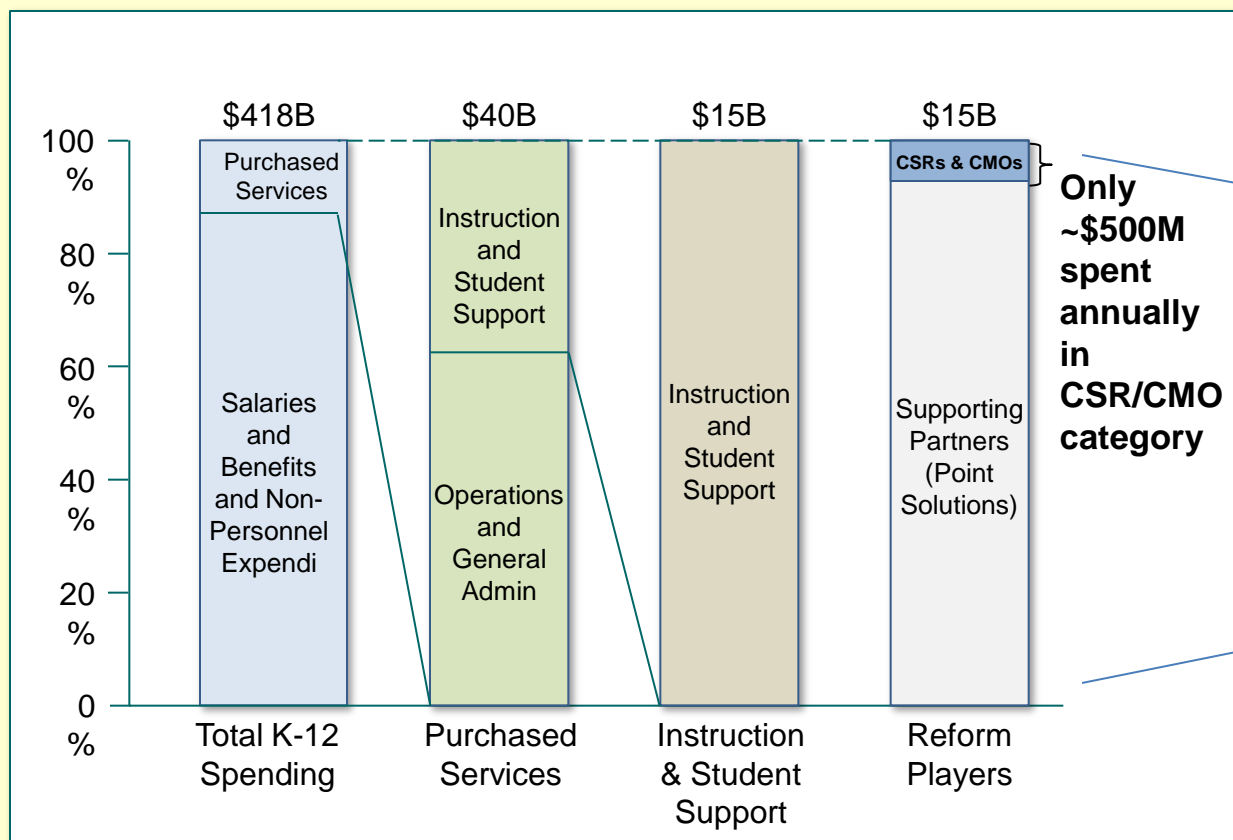 $418B
$40B
$15B
$15B
100
%
80
%
60
%
40
%
20
%
0
%
Purchased
Services
Salaries
and
Benefits
and Non-
Personnel
Expendi
Instruction
and
Student
Support
Operations
and
General
Admin
Instruction
and
Student
Support
CSRs & CMOs
Supporting
Partners
(Point
Solutions)
Only
~$500M
spent
annually
in
CSR/CMO
category
Total K-12
Spending
Purchased
Services
Instruction
& Student
Support
Reform
Players